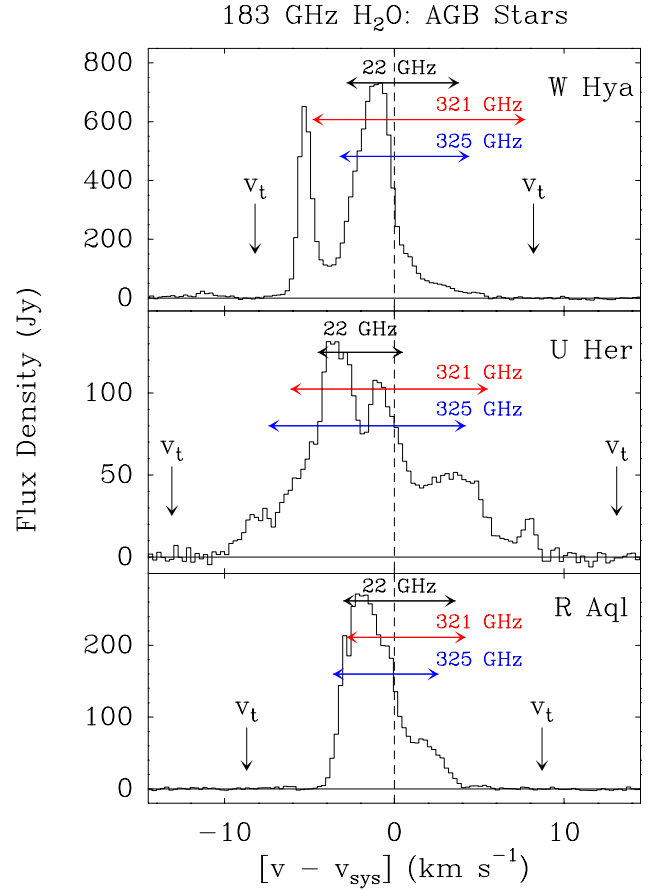 183 GHz H₂O: AGB Stars
800
22 GHz
W Hya
321 GHz
600
325 GHz
400
vₜ
vₜ
200
0
22 GHz
U Her
321 GHz
100
325 GHz
vₜ
vₜ
50
0
22 GHz
R Aql
321 GHz
200
325 GHz
vₜ
vₜ
100
0
Flux Density (Jy)
−10
0
10
[v − v_sys] (km s⁻¹)